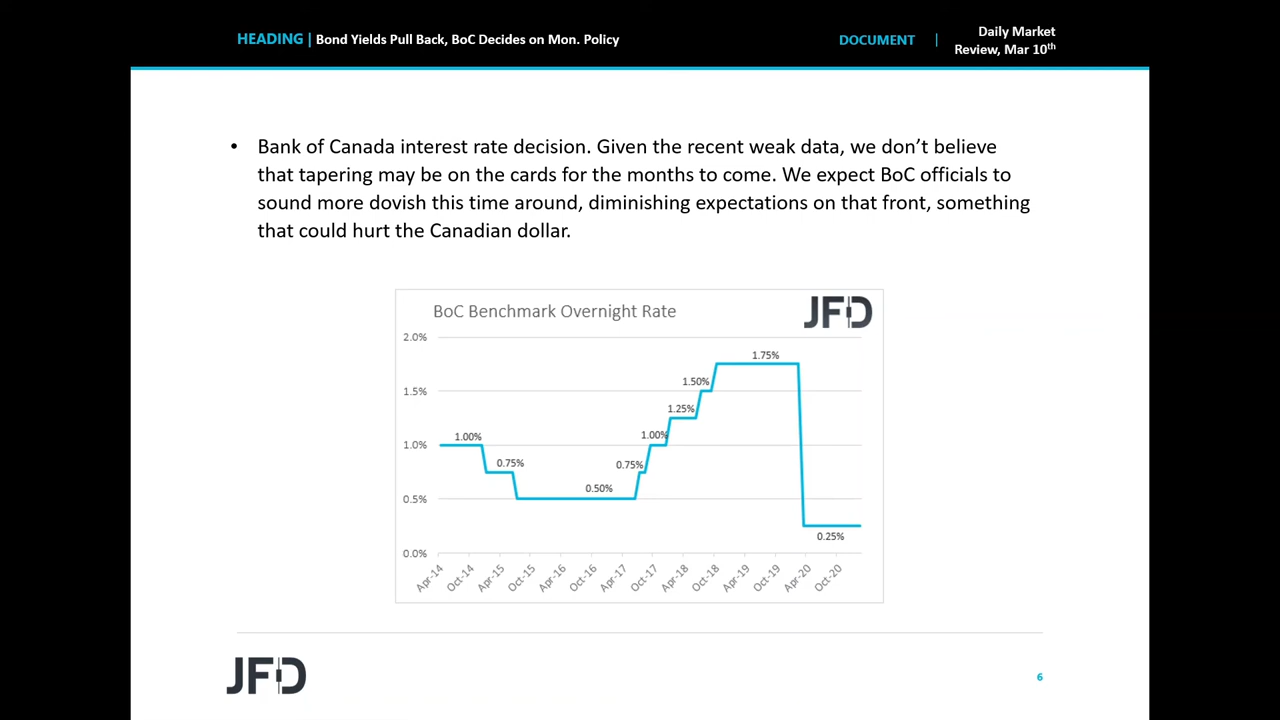 HEADING | Bond Yields Pull Back, BoC Decides on Mon. Policy
DOCUMENT |
Daily Market
Review, Mar 10th
• Bank of Canada interest rate decision. Given the recent weak data, we don’t believe
that tapering may be on the cards for the months to come. We expect BoC officials to
sound more dovish this time around, diminishing expectations on that front, something
that could hurt the Canadian dollar.
BoC Benchmark Overnight Rate
JFD
2.0%
1.5%
1.0%
0.5%
0.0%
1.00%
0.75%
0.50%
0.75%
1.00%
1.25%
1.50%
1.75%
0.25%
Apr-14
Oct-14
Apr-15
Oct-15
Apr-16
Oct-16
Apr-17
Oct-17
Apr-18
Oct-18
Apr-19
Oct-19
Apr-20
Oct-20
JFD
6